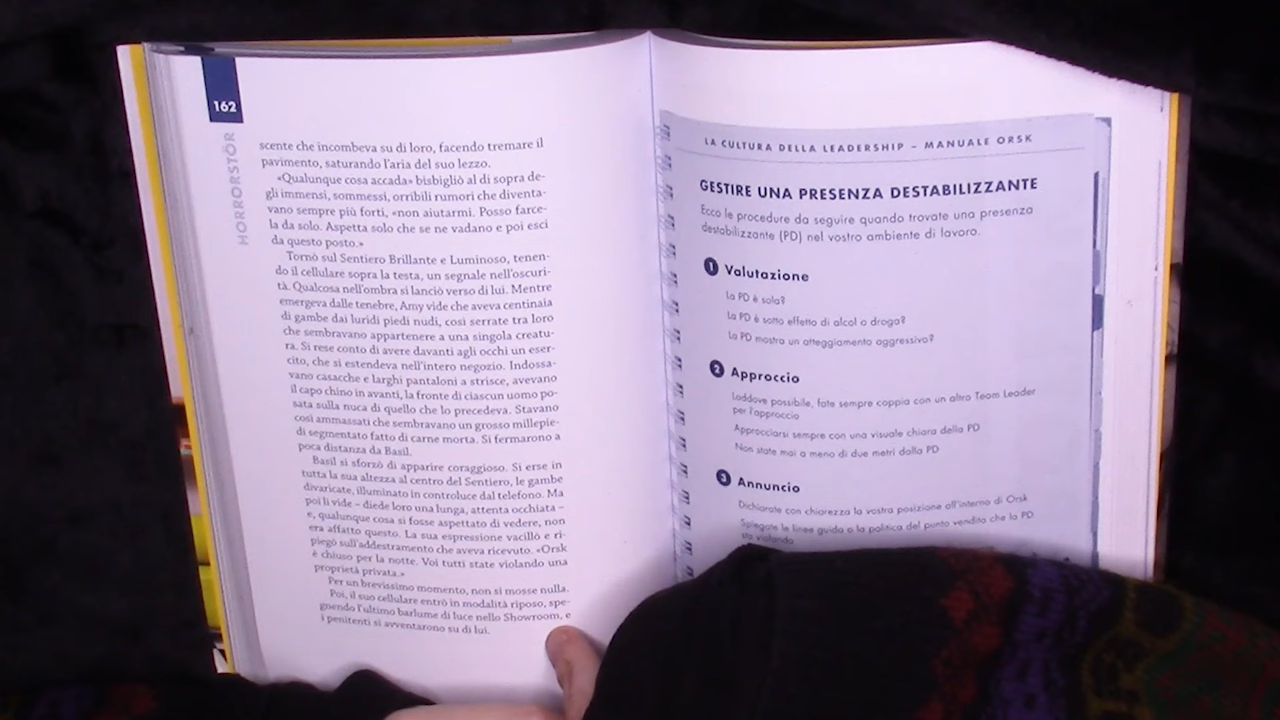 162
HORRORSTÖR
scente che incombeva su di loro, facendo tremare il
pavimento, saturando l'aria del suo lezzo.
«Qualunque cosa accada» bisbigliò al di sopra de-
gli immensi, sommessi, orribili rumori che diventa-
vano sempre più forti, «non aiutarmi. Posso farce-
la da solo. Aspetta solo che se ne vadano e poi esci
da questo posto.»
Tornò sul Sentiero Brillante e Luminoso, tenen-
do il cellulare sopra la testa, un segnale nell'oscuri-
tà. Qualcosa nell'ombra si lanciò verso di lui. Mentre
emergeva dalle tenebre, Amy vide che aveva centinaia
di gambe dai luridi piedi nudi, così serrate tra loro
che sembravano appartenere a una singola creatu-
ra. Si rese conto di avere davanti agli occhi un eser-
cito, che si estendeva nell'intero negozio. Indossa-
vano casacche e larghi pantaloni a strisce, avevano
il capo chino in avanti, la fronte di ciascun uomo po-
sata sulla nuca di quello che lo precedeva. Stavano
così ammassati che sembravano un grosso millepie-
di segmentato fatto di carne morta. Si fermarono a
poca distanza da Basil.
Basil si sforzò di apparire coraggioso. Si erse in
tutta la sua altezza al centro del Sentiero, le gambe
divaricate, illuminato in controluce dal telefono. Ma
poi li vide – diede loro una lunga, attenta occhiata –
e, qualunque cosa si fosse aspettato di vedere, non
era affatto questo. La sua espressione vacillò e ri-
piegò sull'addestramento che aveva ricevuto. «Orsk
è chiuso per la notte. Voi tutti state violando una
proprietà privata.»
Per un brevissimo momento, non si mosse nulla.
Poi, il suo cellulare entrò in modalità riposo, spe-
gnendo l'ultimo barlume di luce nello Showroom, e
i penitenti si avventarono su di lui.
LA CULTURA DELLA LEADERSHIP – MANUALE ORSK
GESTIRE UNA PRESENZA DESTABILIZZANTE
Ecco le procedure da seguire quando trovate una presenza
destabilizzante (PD) nel vostro ambiente di lavoro.
1 Valutazione
La PD è sola?
La PD è sotto effetto di alcol o droga?
La PD mostra un atteggiamento aggressivo?
2 Approccio
Laddove possibile, fate sempre coppia con un altro Team Leader
per l'approccio
Approcciarsi sempre con una visuale chiara della PD
Non state mai a meno di due metri dalla PD
3 Annuncio
Dichiarate con chiarezza la vostra posizione all'interno di Orsk
Spiegate le linee guida o la politica del punto vendita che la PD
sta violando